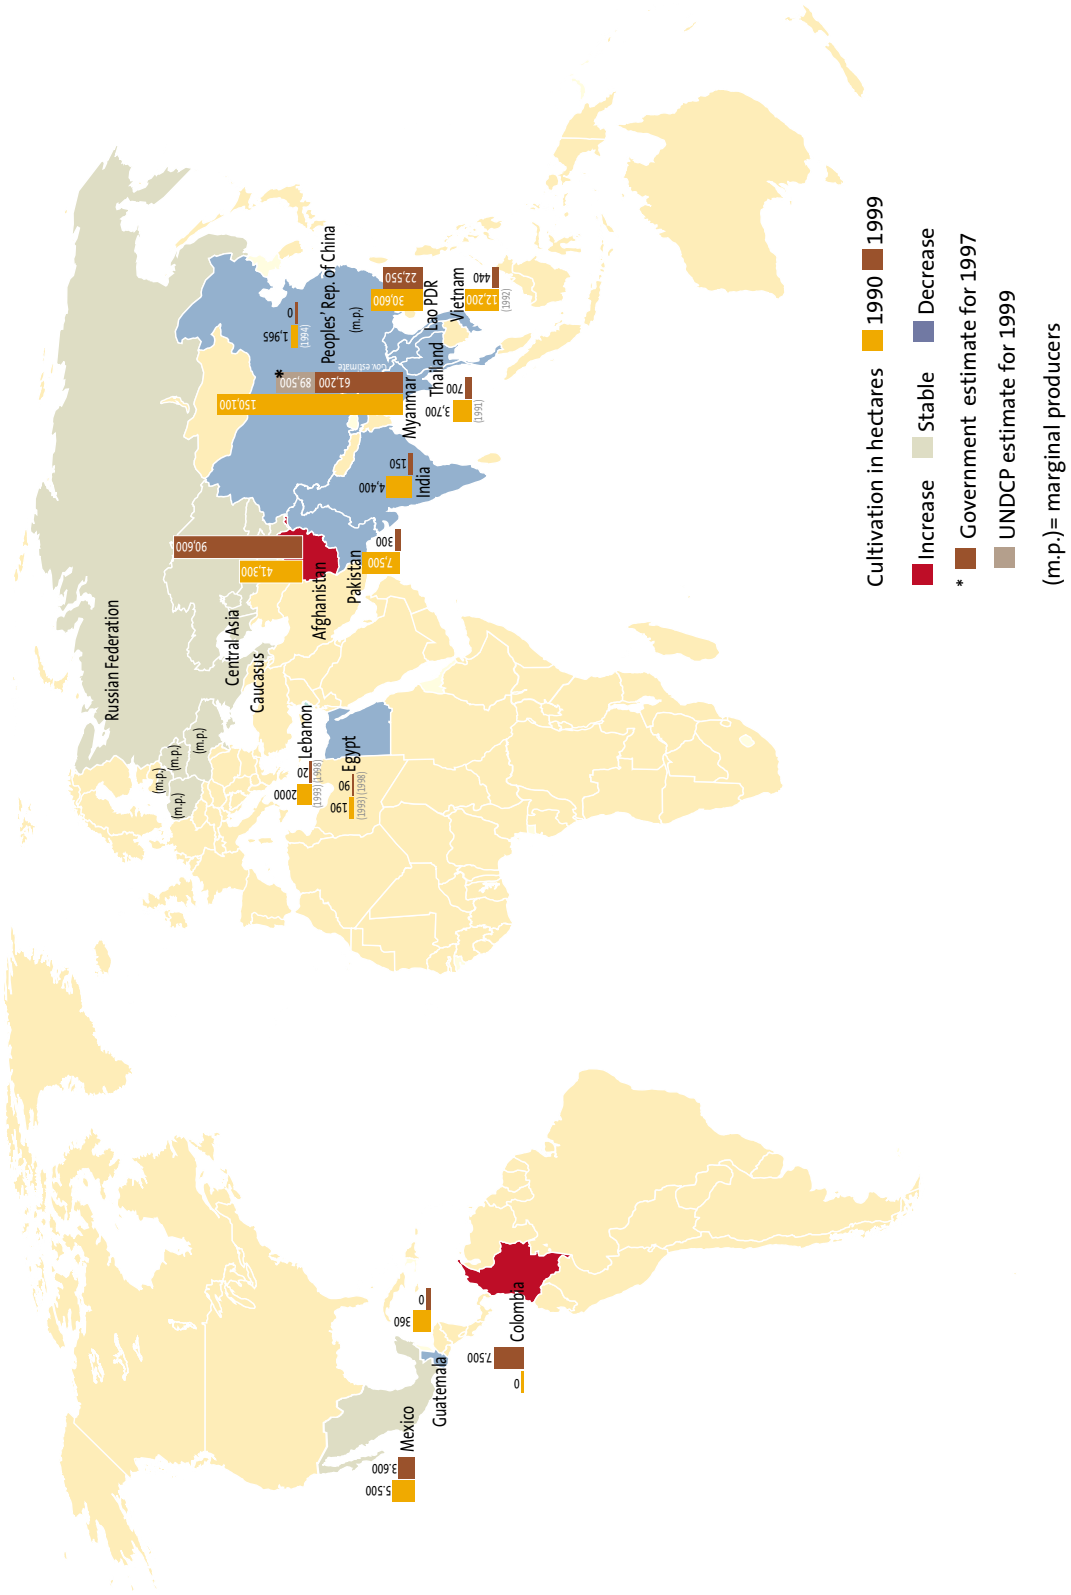 Russian Federation
(m.p.)
(m.p.)
(m.p.)
(m.p.)
Central Asia
Caucasus
90,600
41,300
Afghanistan
Pakistan
7,500
300
Lebanon
2000
20
(1993) (1998)
Egypt
190
90
(1993) (1998)
1,965
0
(1994)
Peoples' Rep. of China
(m.p.)
*
150,100
89,500
61,200
Gov. estimate
Myanmar
India
4,400
150
Thailand
3,700
700
(1991)
Lao PDR
30,600
22,550
Vietnam
12,200
440
(1992)
Mexico
5.500
3.600
Guatemala
360
0
Colombia
0
7.500
Cultivation in hectares 1990 1999
Increase Stable Decrease
* Government estimate for 1997
UNDCP estimate for 1999
(m.p.)= marginal producers